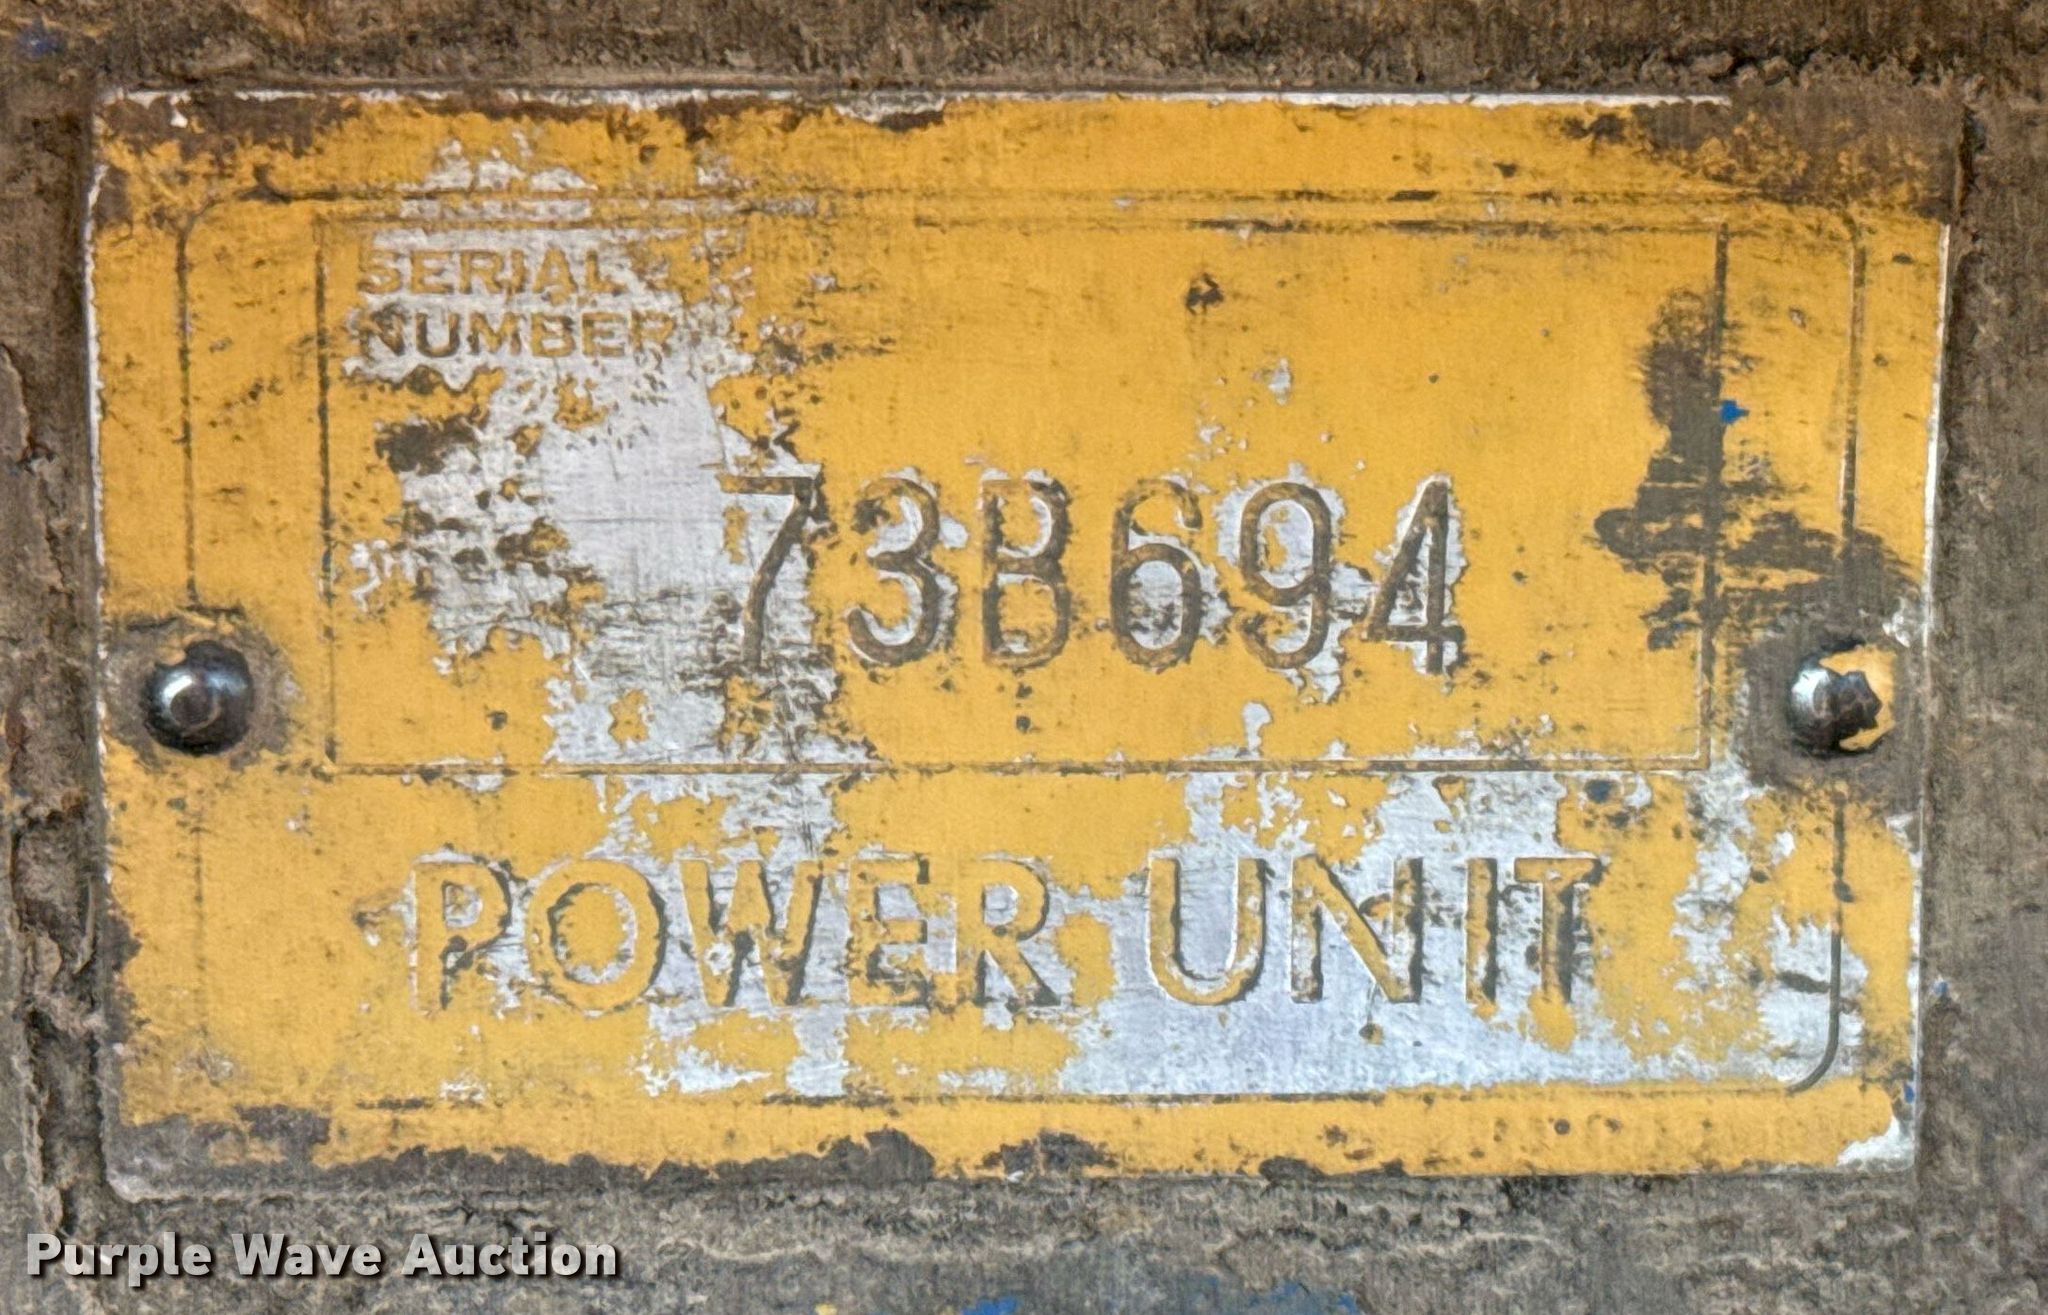 SERIAL
NUMBER
73B694
POWER UNIT
Purple Wave Auction